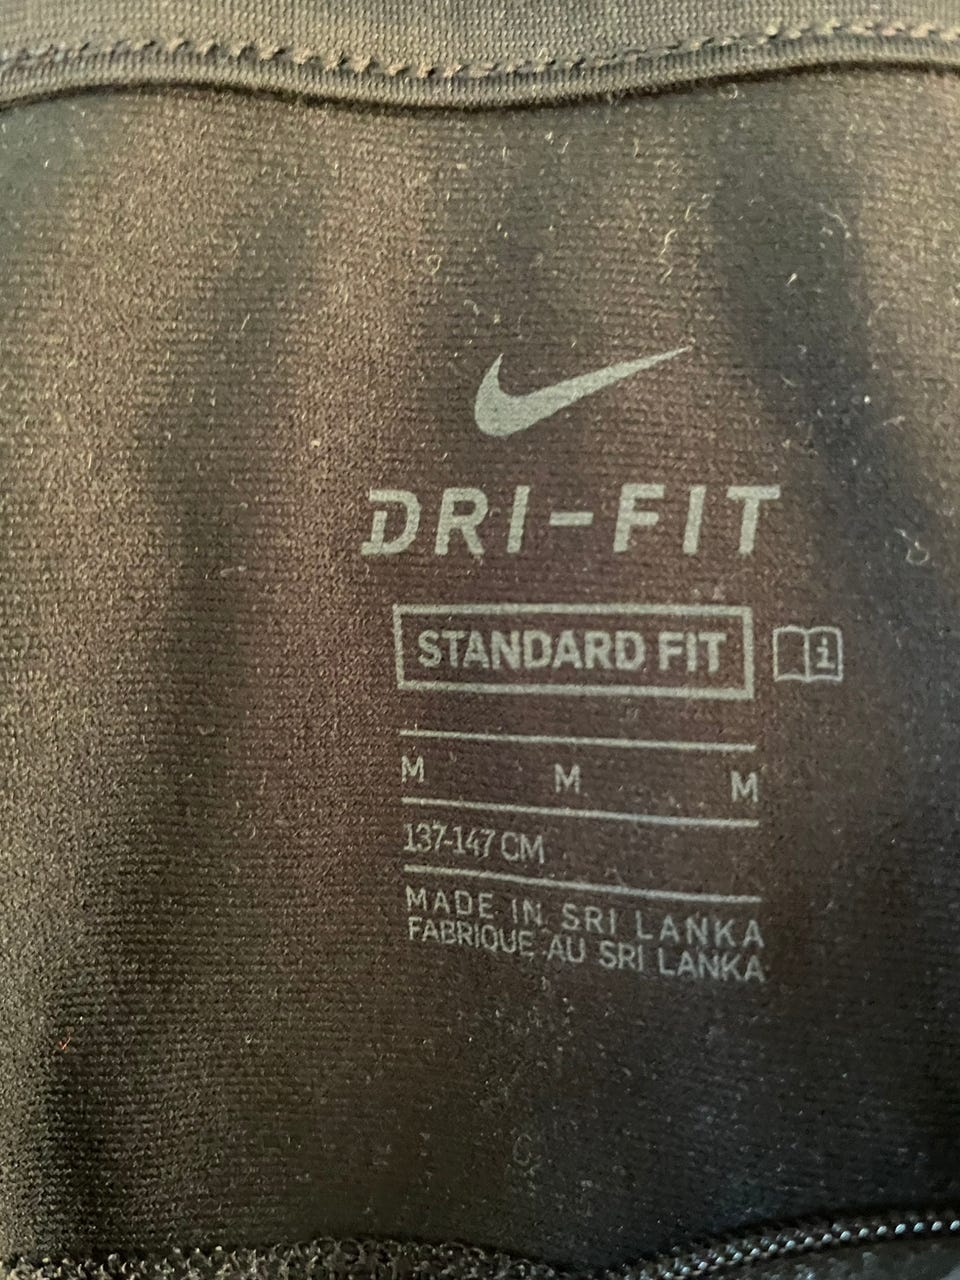 DRI-FIT
STANDARD FIT i
M M M
137-147 CM
MADE IN SRI LANKA
FABRIQUE AU SRI LANKA